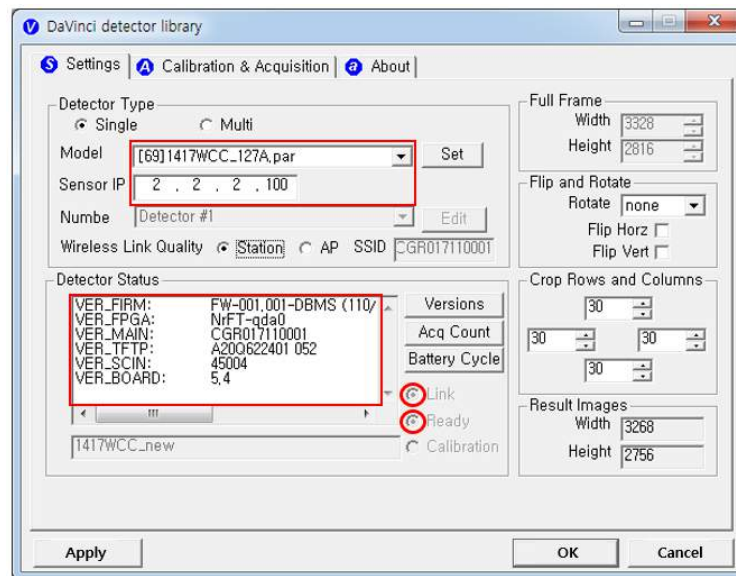 DaVinci detector library
Settings
Calibration & Acquisition
About
Detector Type
Single
Multi
Model
[69]1417WCC_127A.par
Set
Sensor IP
2 . 2 . 2 . 100
Numbe
Detector #1
Edit
Wireless Link Quality
Station
AP
SSID
CGR017110001
Detector Status
VER_FIRM: FW-001.001-DBMS (110/
VER_FPGA: NrFT-qda0
VER_MAIN: CGR017110001
VER_TFTP: A20Q622401 052
VER_SCIN: 45004
VER_BOARD: 5.4
Versions
Acq Count
Battery Cycle
Link
Ready
1417WCC_new
Calibration
Full Frame
Width 3328
Height 2816
Flip and Rotate
Rotate none
Flip Horz
Flip Vert
Crop Rows and Columns
30
30 30
30
Result Images
Width 3268
Height 2756
Apply
OK
Cancel